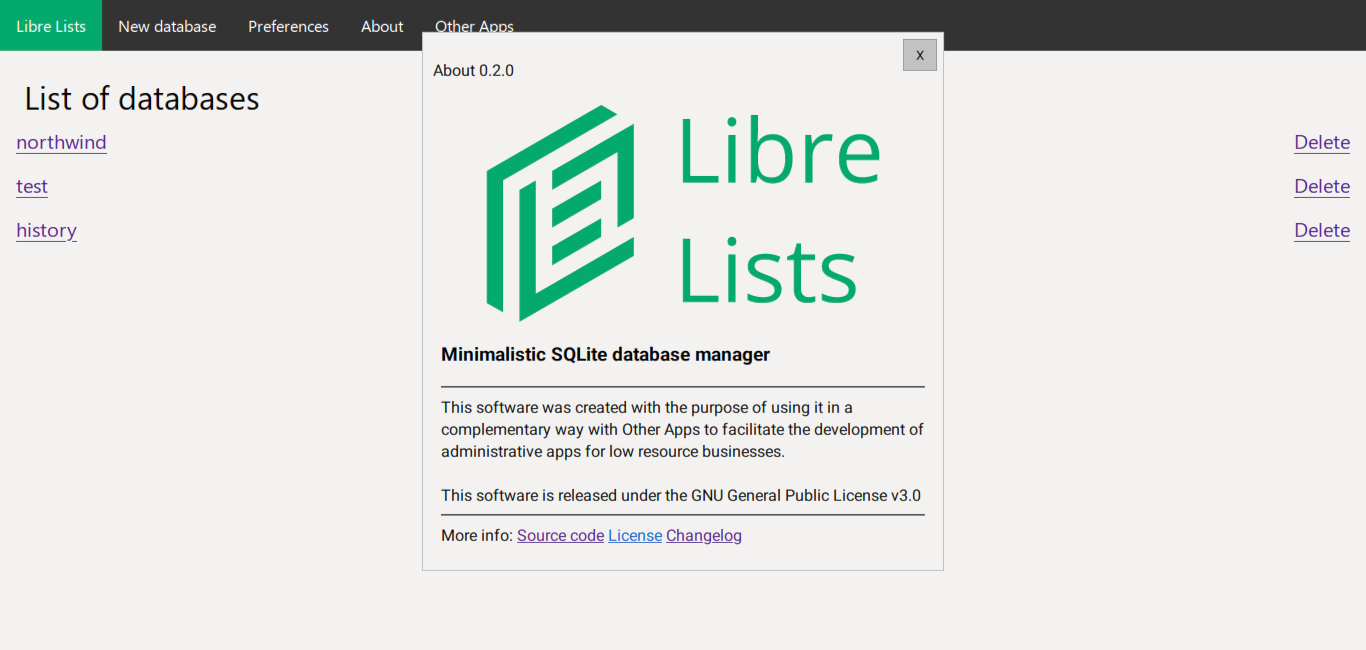 Libre Lists New database Preferences About Other Apps
X
About 0.2.0
List of databases
northwind Delete
test Delete
history Delete
Libre
Lists
Minimalistic SQLite database manager
This software was created with the purpose of using it in a
complementary way with Other Apps to facilitate the development of
administrative apps for low resource businesses.
This software is released under the GNU General Public License v3.0
More info: Source code License Changelog